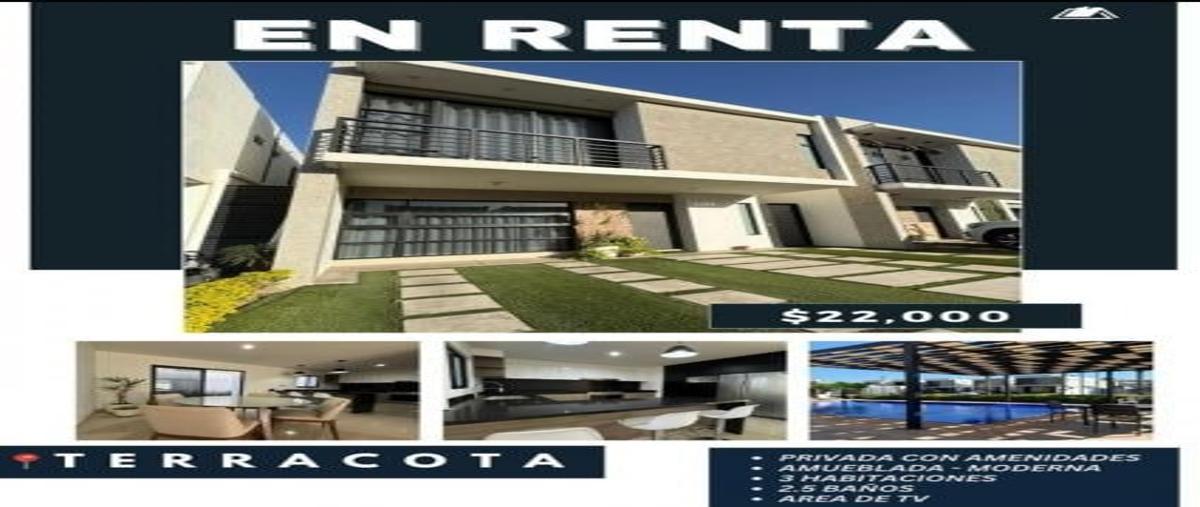 EN RENTA
$22,000
TERRACOTA
• PRIVADA CON AMENIDADES
• AMUEBLADA - MODERNA
• 3 HABITACIONES
• 2.5 BAÑOS
• AREA DE TV